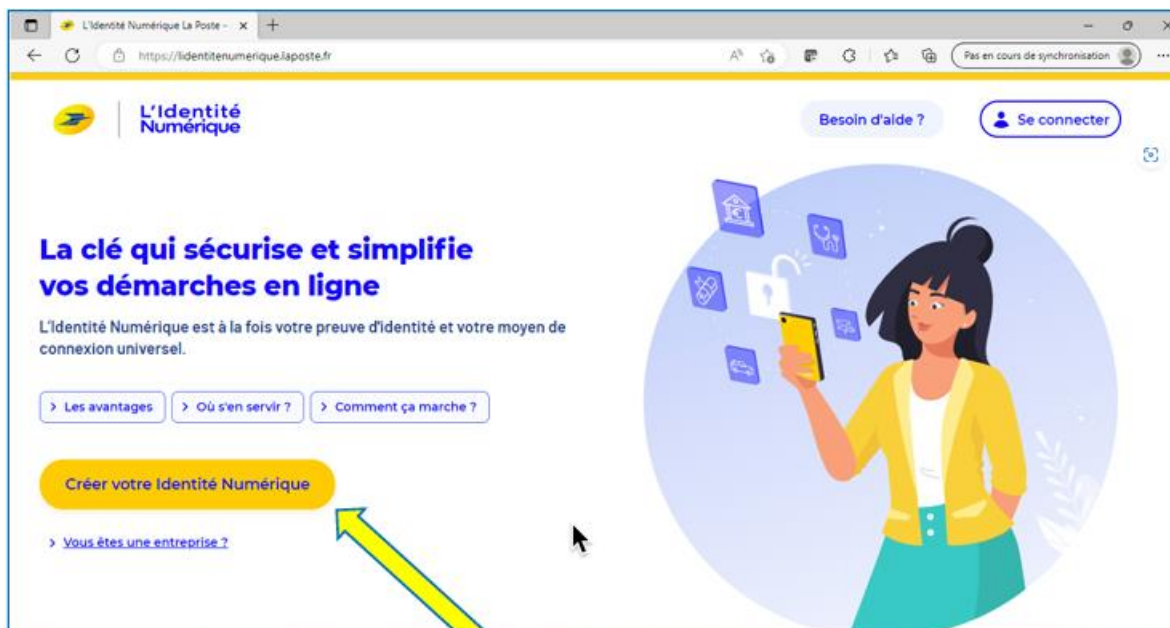 L'Identité Numérique La Poste -
https://lidentitenumerique.laposte.fr
Pas en cours de synchronisation
L'Identité
Numérique
Besoin d'aide ?
Se connecter
La clé qui sécurise et simplifie
vos démarches en ligne
L'Identité Numérique est à la fois votre preuve d'identité et votre moyen de
connexion universel.
> Les avantages
> Où s'en servir ?
> Comment ça marche ?
Créer votre Identité Numérique
> Vous êtes une entreprise ?